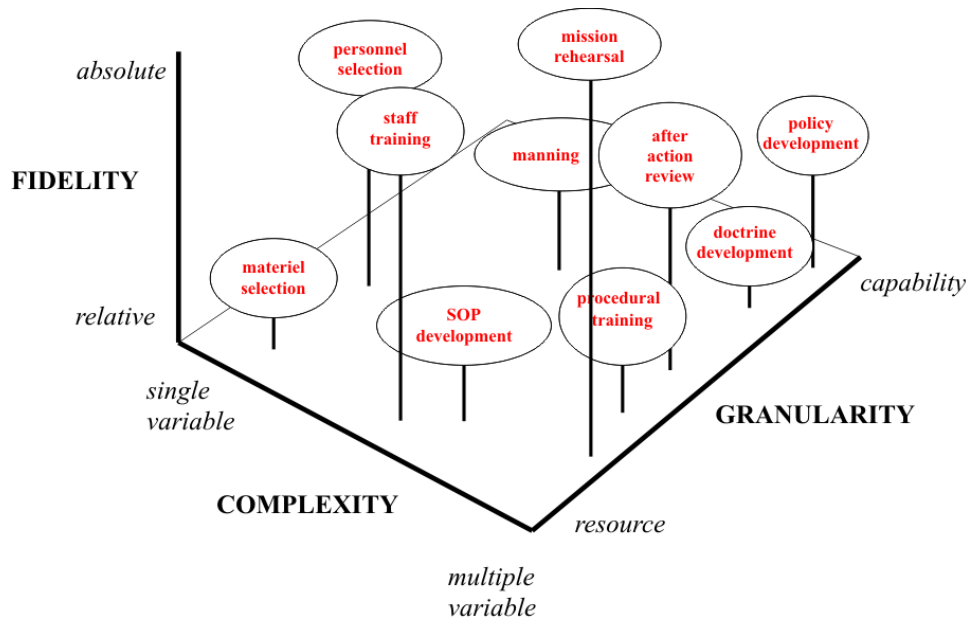 personnel
selection
mission
rehearsal
absolute
staff
training
policy
development
after
action
review
manning
FIDELITY
doctrine
development
materiel
selection
capability
relative
SOP
development
procedural
training
single
variable
GRANULARITY
COMPLEXITY
resource
multiple
variable